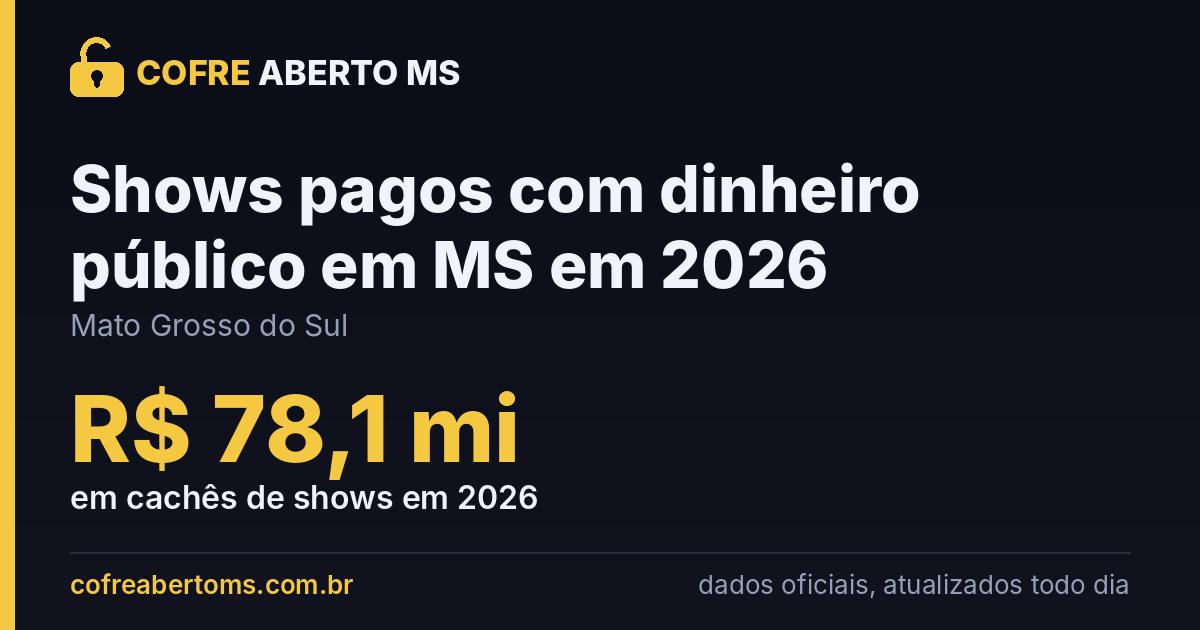 COFRE ABERTO MS
Shows pagos com dinheiro
público em MS em 2026
Mato Grosso do Sul
R$ 78,1 mi
em cachês de shows em 2026
cofreabertoms.com.br
dados oficiais, atualizados todo dia